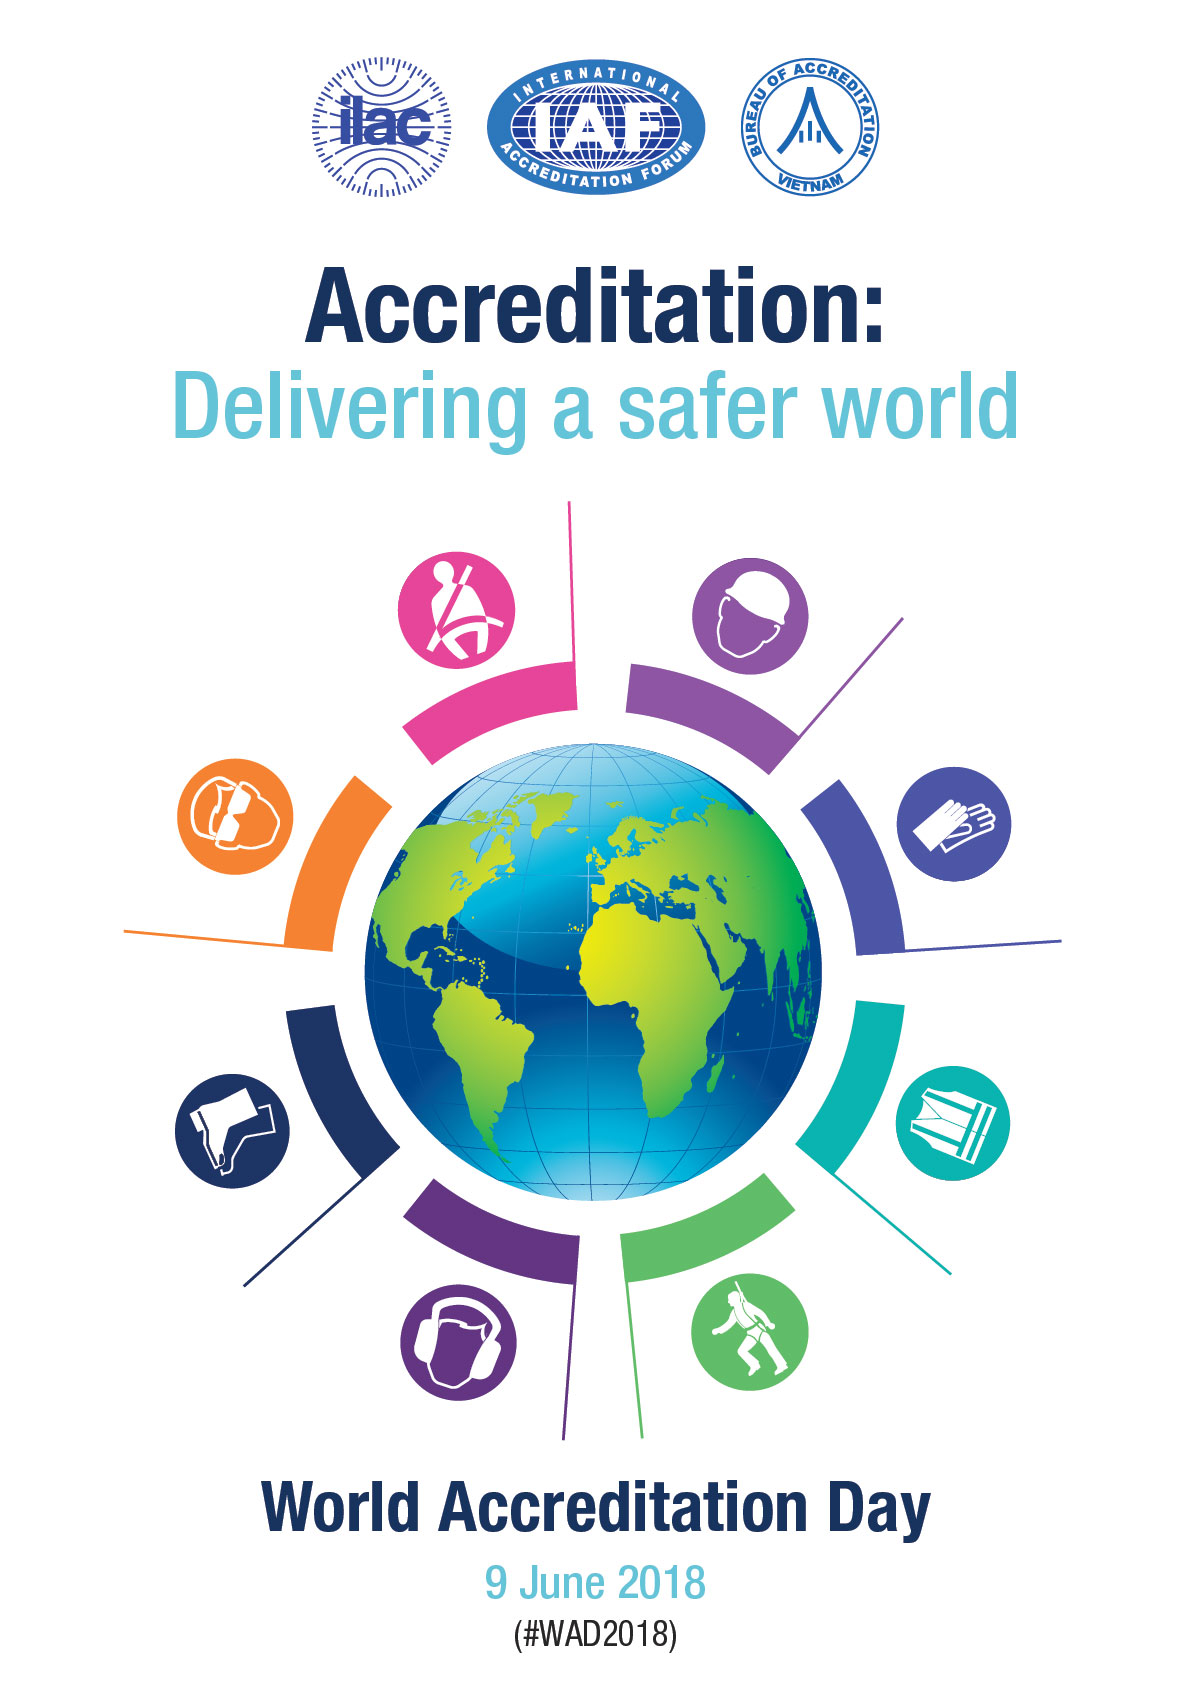 ilac
INTERNATIONAL
IAF
ACCREDITATION FORUM
BUREAU OF ACCREDITATION
VIETNAM
Accreditation:
Delivering a safer world
World Accreditation Day
9 June 2018
(#WAD2018)